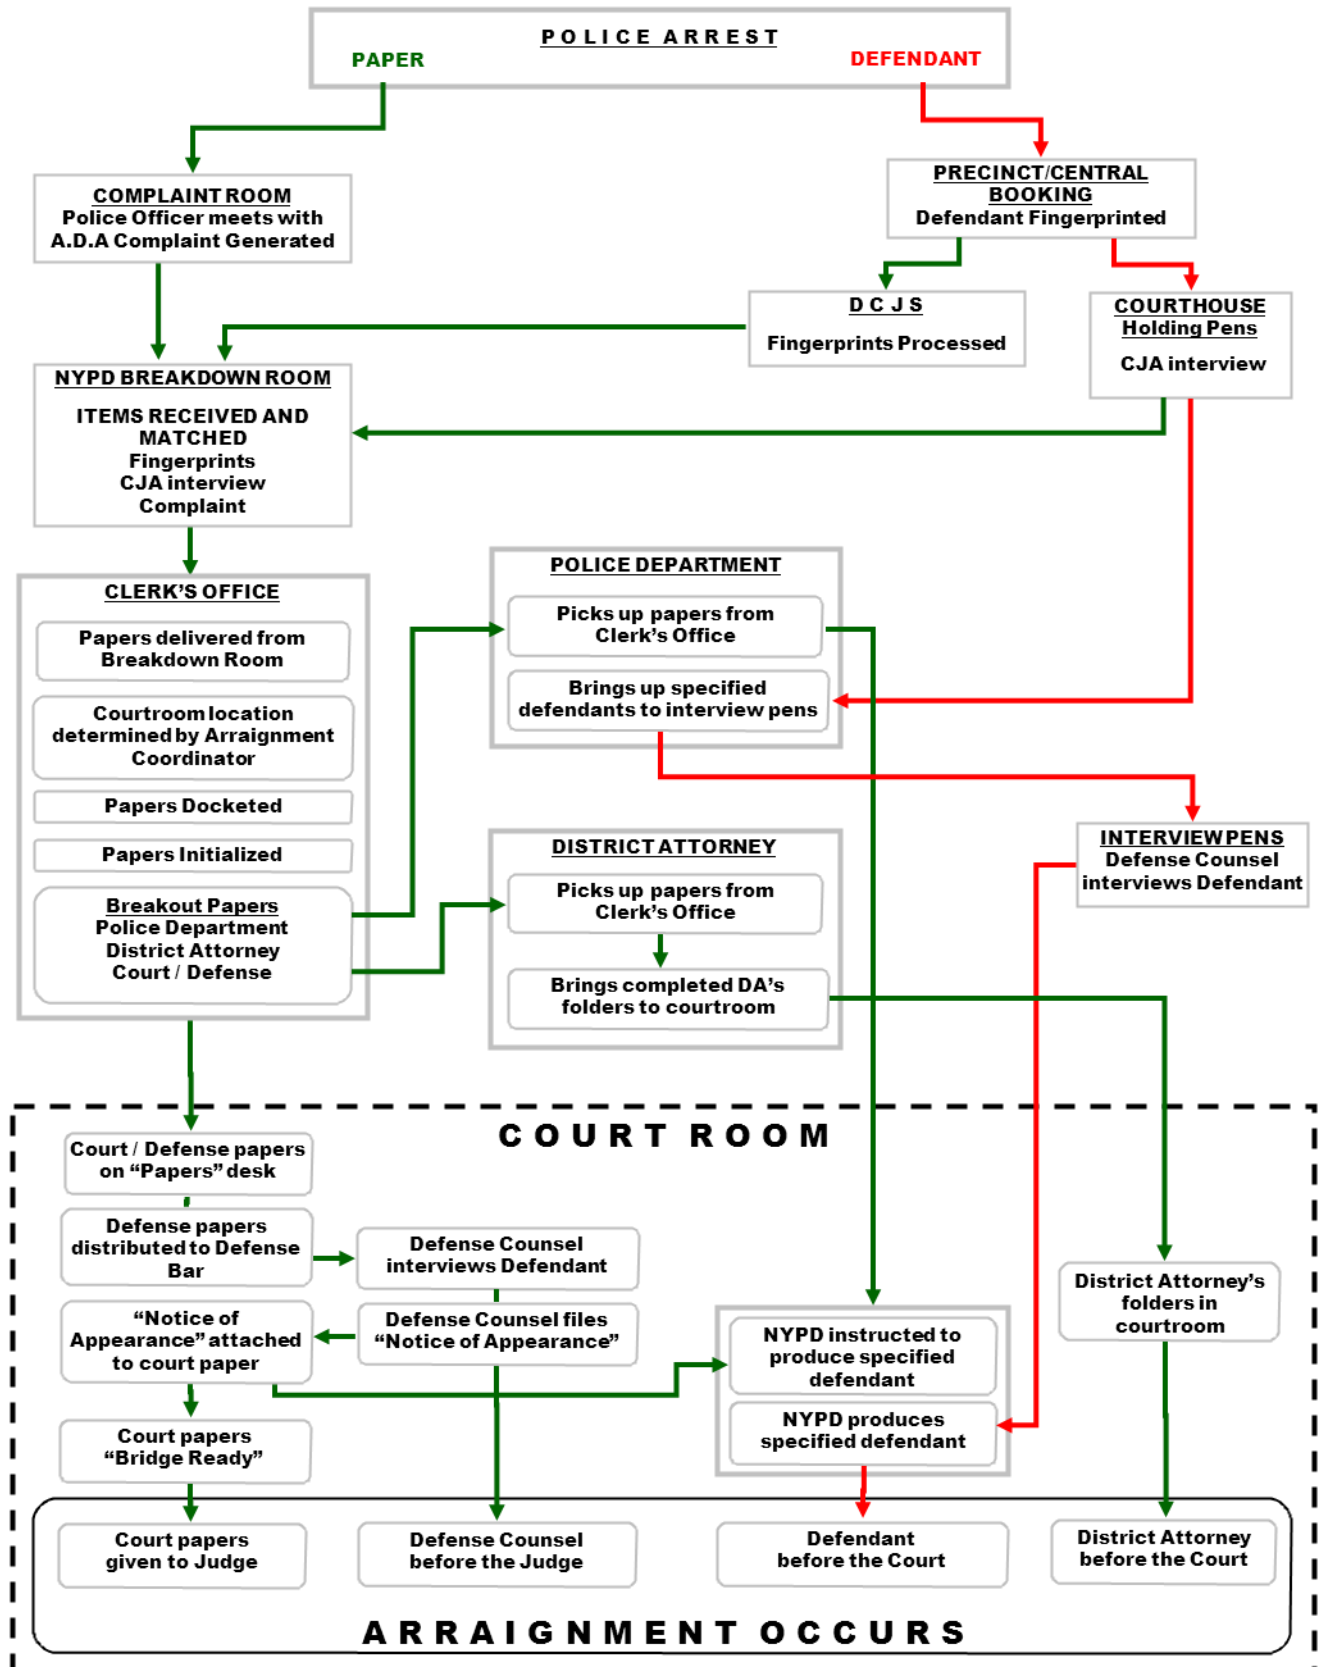 POLICE ARREST
PAPER
DEFENDANT
COMPLAINT ROOM
Police Officer meets with
A.D.A Complaint Generated
PRECINCT/CENTRAL
BOOKING
Defendant Fingerprinted
D C J S
Fingerprints Processed
COURTHOUSE
Holding Pens
CJA interview
NYPD BREAKDOWN ROOM
ITEMS RECEIVED AND
MATCHED
Fingerprints
CJA interview
Complaint
CLERK'S OFFICE
Papers delivered from
Breakdown Room
Courtroom location
determined by Arraignment
Coordinator
Papers Docketed
Papers Initialized
Breakout Papers
Police Department
District Attorney
Court / Defense
POLICE DEPARTMENT
Picks up papers from
Clerk's Office
Brings up specified
defendants to interview pens
DISTRICT ATTORNEY
Picks up papers from
Clerk's Office
Brings completed DA's
folders to courtroom
INTERVIEW PENS
Defense Counsel
interviews Defendant
COURT ROOM
Court / Defense papers
on “Papers” desk
Defense papers
distributed to Defense
Bar
Defense Counsel
interviews Defendant
“Notice of
Appearance” attached
to court paper
Defense Counsel files
“Notice of Appearance”
NYPD instructed to
produce specified
defendant
NYPD produces
specified defendant
District Attorney's
folders in
courtroom
Court papers
“Bridge Ready”
Court papers
given to Judge
Defense Counsel
before the Judge
Defendant
before the Court
District Attorney
before the Court
ARRAIGNMENT OCCURS